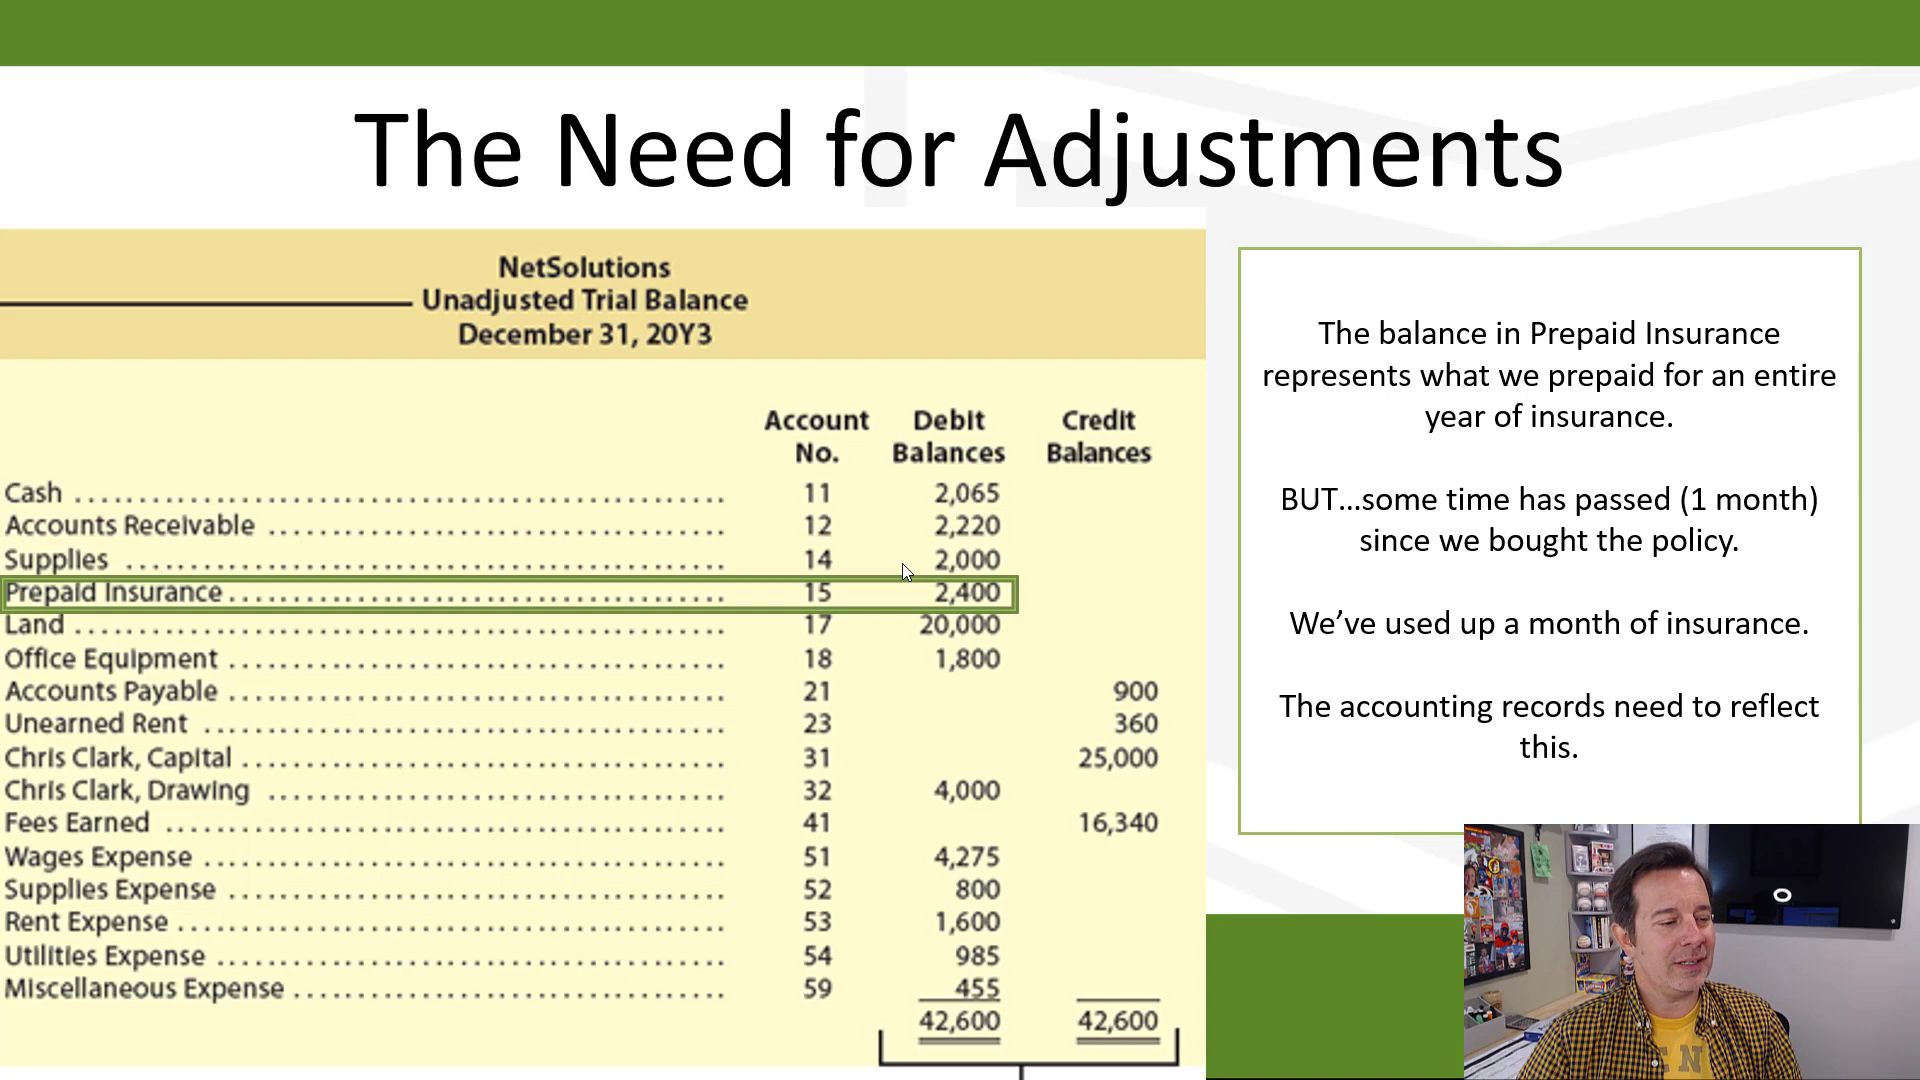 The Need for Adjustments
NetSolutions
Unadjusted Trial Balance
December 31, 20Y3
Account No. Debit Balances Credit Balances
Cash 11 2,065
Accounts Receivable 12 2,220
Supplies 14 2,000
Prepaid Insurance 15 2,400
Land 17 20,000
Office Equipment 18 1,800
Accounts Payable 21 900
Unearned Rent 23 360
Chris Clark, Capital 31 25,000
Chris Clark, Drawing 32 4,000
Fees Earned 41 16,340
Wages Expense 51 4,275
Supplies Expense 52 800
Rent Expense 53 1,600
Utilities Expense 54 985
Miscellaneous Expense 59 455
42,600 42,600
The balance in Prepaid Insurance
represents what we prepaid for an entire
year of insurance.
BUT...some time has passed (1 month)
since we bought the policy.
We’ve used up a month of insurance.
The accounting records need to reflect
this.